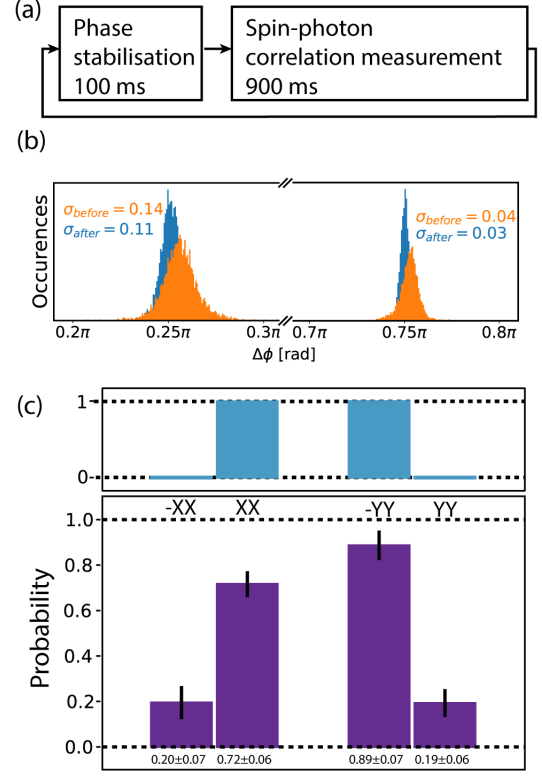 (a)
Phase
stabilisation
100 ms
Spin-photon
correlation measurement
900 ms
(b)
Occurences
σbefore = 0.14
σafter = 0.11
σbefore = 0.04
σafter = 0.03
0.2π 0.25π 0.3π 0.7π 0.75π 0.8π
Δϕ [rad]
(c)
1
0
-XX XX -YY YY
Probability
1.0
0.8
0.6
0.4
0.2
0.0
0.20±0.07 0.72±0.06 0.89±0.07 0.19±0.06